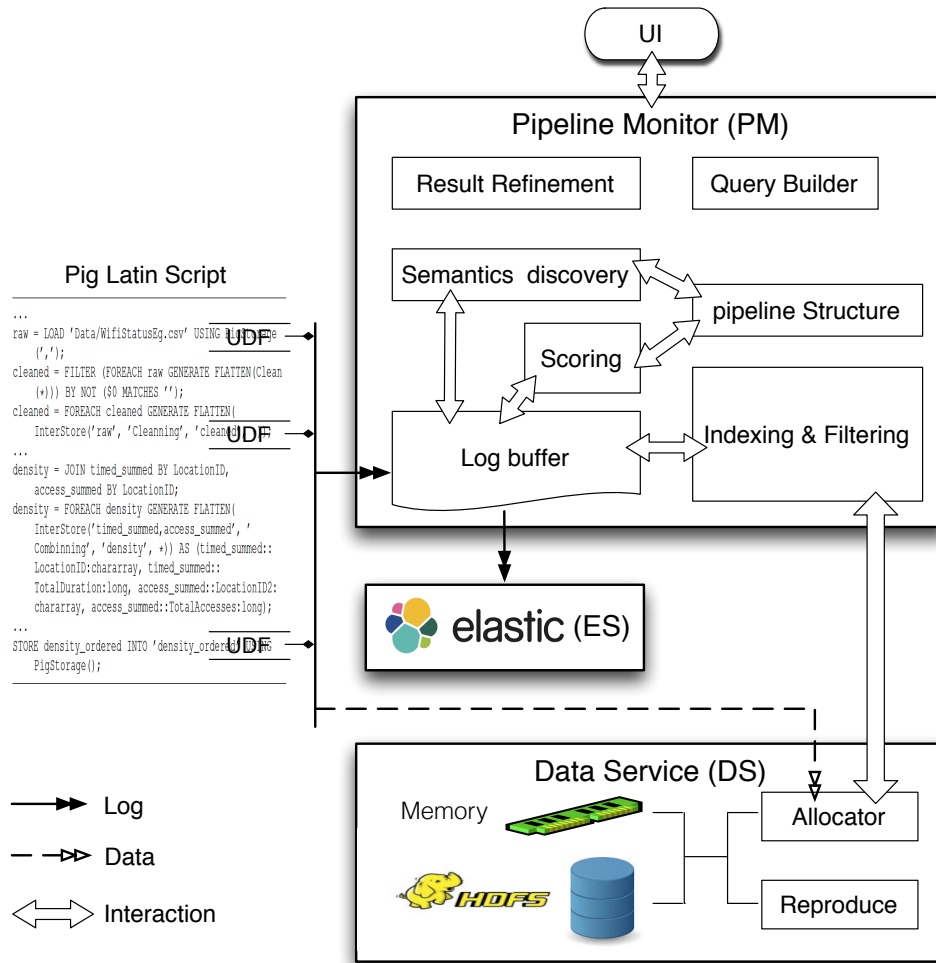 UI
Pipeline Monitor (PM)
Result Refinement
Query Builder
Semantics discovery
pipeline Structure
Scoring
Indexing & Filtering
Log buffer
elastic (ES)
Pig Latin Script
...
raw = LOAD 'Data/WifiStatusEg.csv' USING PigStorage
(',');
cleaned = FILTER (FOREACH raw GENERATE FLATTEN(Clean
(*))) BY NOT ($0 MATCHES '');
cleaned = FOREACH cleaned GENERATE FLATTEN(
InterStore('raw', 'Cleanning', 'cleaned',
...
density = JOIN timed_summed BY LocationID,
access_summed BY LocationID;
density = FOREACH density GENERATE FLATTEN(
InterStore('timed_summed,access_summed', '
Combinning', 'density', *)) AS (timed_summed::
LocationID:chararray, timed_summed::
TotalDuration:long, access_summed::LocationID2:
chararray, access_summed::TotalAccesses:long);
...
STORE density_ordered INTO 'density_ordered' USING
PigStorage();
UDF
UDF
UDF
Data Service (DS)
Memory
Allocator
HDFS
Reproduce
Log
Data
Interaction